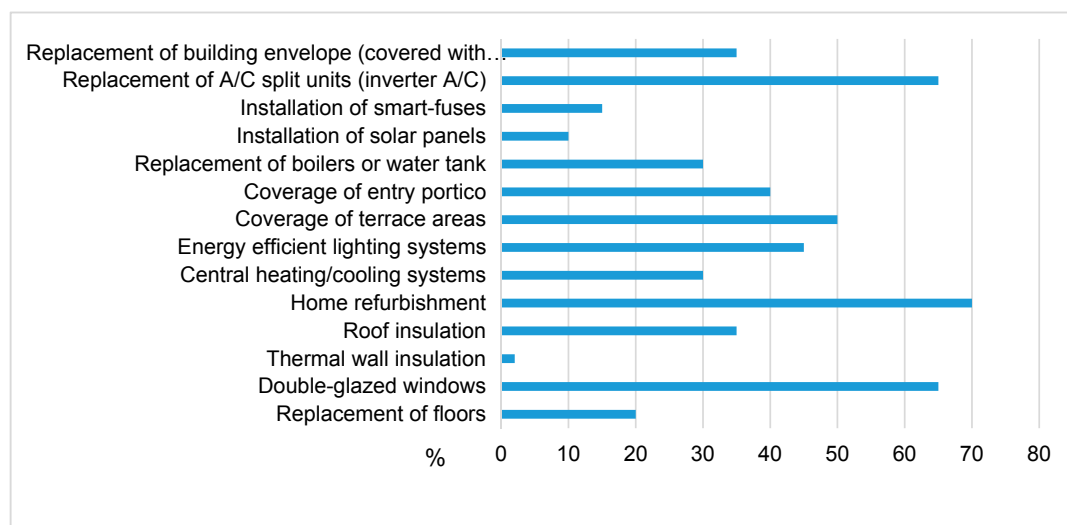 Replacement of building envelope (covered with…
Replacement of A/C split units (inverter A/C)
Installation of smart-fuses
Installation of solar panels
Replacement of boilers or water tank
Coverage of entry portico
Coverage of terrace areas
Energy efficient lighting systems
Central heating/cooling systems
Home refurbishment
Roof insulation
Thermal wall insulation
Double-glazed windows
Replacement of floors
% 0 10 20 30 40 50 60 70 80